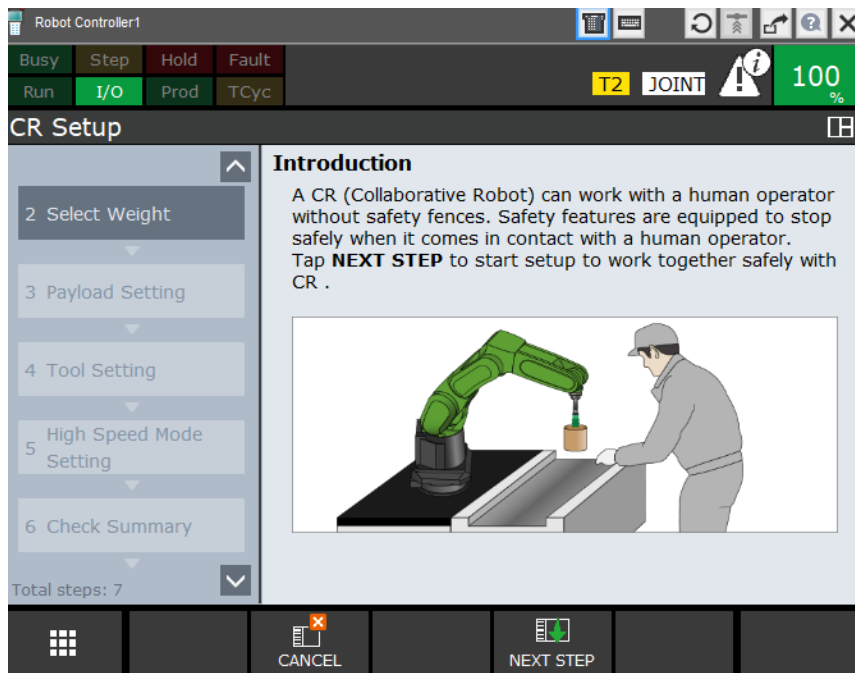 Robot Controller1
Busy Step Hold Fault
Run I/O Prod TCyc
T2 JOINT i 100 %
CR Setup
2 Select Weight
3 Payload Setting
4 Tool Setting
5 High Speed Mode
Setting
6 Check Summary
Total steps: 7
Introduction
A CR (Collaborative Robot) can work with a human operator
without safety fences. Safety features are equipped to stop
safely when it comes in contact with a human operator.
Tap NEXT STEP to start setup to work together safely with
CR .
CANCEL
NEXT STEP